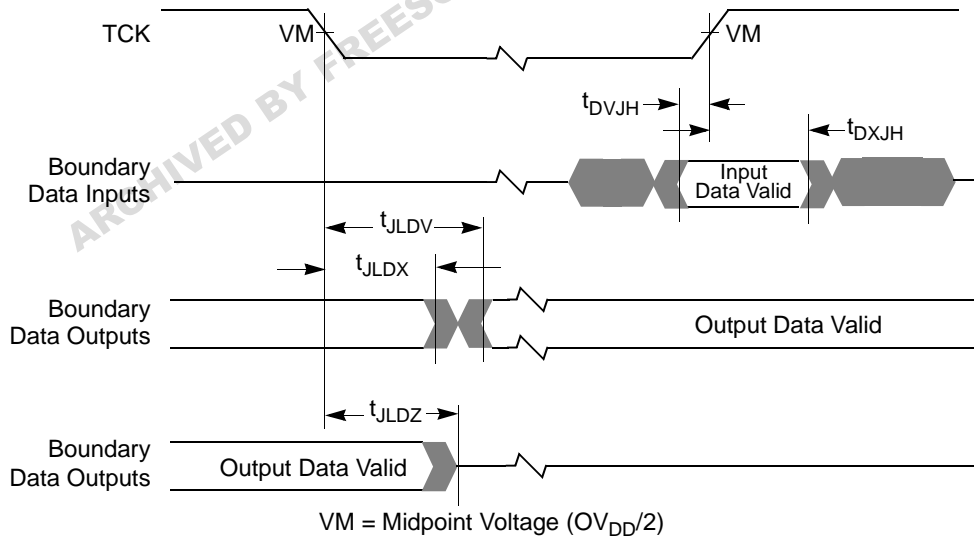 ARCHIVED BY FREESC
TCK
VM
VM
tDVJH
tDXJH
Boundary
Data Inputs
Input
Data Valid
tJLDV
tJLDX
Boundary
Data Outputs
Output Data Valid
tJLDZ
Boundary
Data Outputs
Output Data Valid
VM = Midpoint Voltage (OVDD/2)